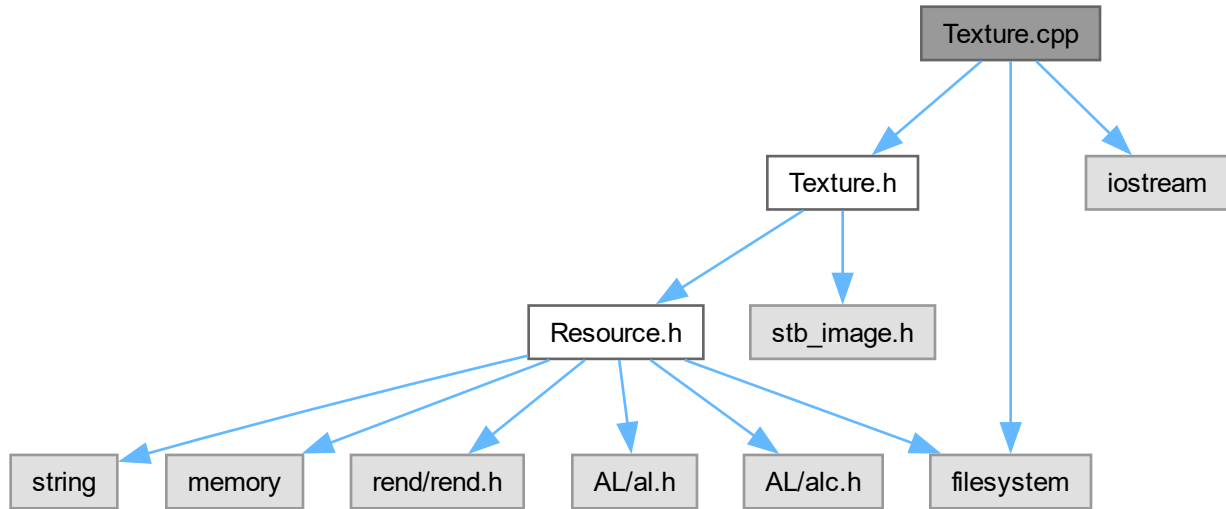 Texture.cpp
Texture.h
iostream
Resource.h
stb_image.h
string
memory
rend/rend.h
AL/al.h
AL/alc.h
filesystem